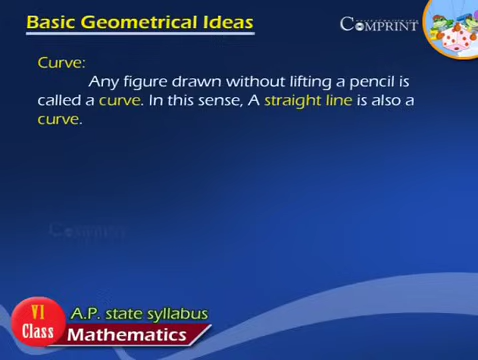 Basic Geometrical Ideas
COMPRINT
Curve:
Any figure drawn without lifting a pencil is
called a curve. In this sense, A straight line is also a
curve.
COMPRINT
VI
Class
A.P. state syllabus
Mathematics